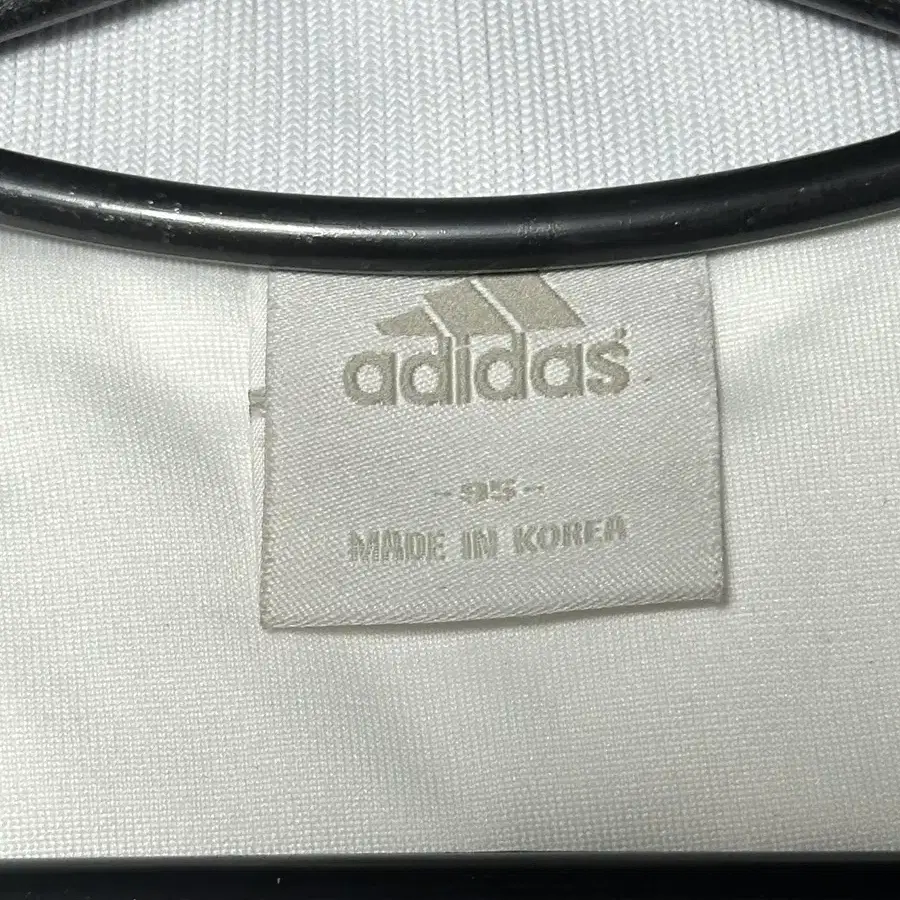 adidas
- 95 -
MADE IN KOREA